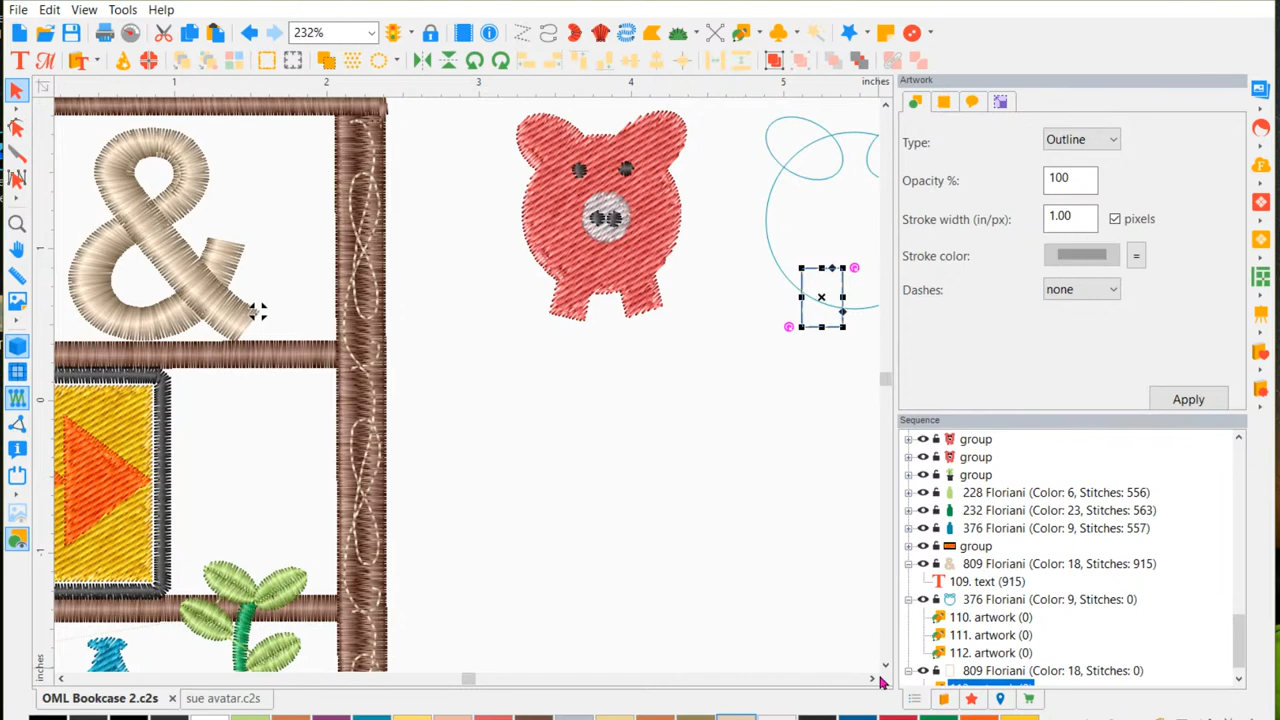 File Edit View Tools Help
232%
1 2 3 4 5 inches
1
0
-1
inches
&
Artwork
Type: Outline
Opacity %: 100
Stroke width (in/px): 1.00 pixels
Stroke color: =
Dashes: none
Apply
Sequence
group
group
group
228 Floriani (Color: 6, Stitches: 556)
232 Floriani (Color: 23, Stitches: 563)
376 Floriani (Color: 9, Stitches: 557)
group
809 Floriani (Color: 18, Stitches: 915)
109. text (915)
376 Floriani (Color: 9, Stitches: 0)
110. artwork (0)
111. artwork (0)
112. artwork (0)
809 Floriani (Color: 18, Stitches: 0)
OML Bookcase 2.c2s × sue avatar.c2s ×